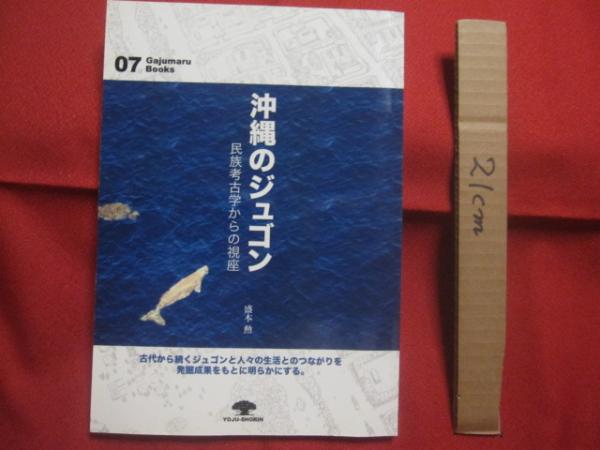 07 Gajumaru
Books
沖縄のジュゴン
民族考古学からの視座
盛本 勲
古代から続くジュゴンと人々の生活とのつながりを
発掘成果をもとに明らかにする。
YOJU-SHORIN
21cm